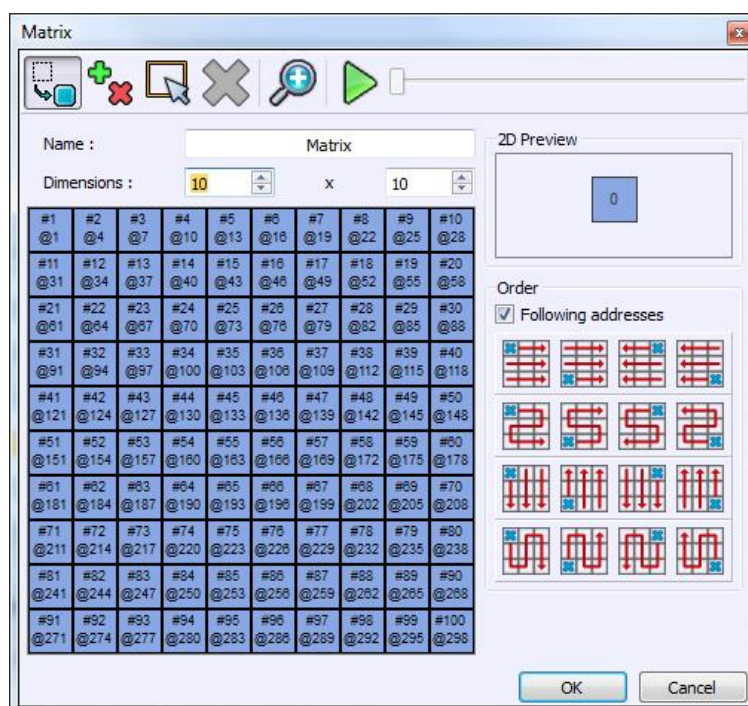 Matrix
Name :
Matrix
2D Preview
Dimensions :
10
x
10
0
#1 #2 #3 #4 #5 #6 #7 #8 #9 #10
@1 @4 @7 @10 @13 @16 @19 @22 @25 @28
#11 #12 #13 #14 #15 #16 #17 #18 #19 #20
@31 @34 @37 @40 @43 @46 @49 @52 @55 @58
#21 #22 #23 #24 #25 #26 #27 #28 #29 #30
@61 @64 @67 @70 @73 @76 @79 @82 @85 @88
#31 #32 #33 #34 #35 #36 #37 #38 #39 #40
@91 @94 @97 @100 @103 @106 @109 @112 @115 @118
#41 #42 #43 #44 #45 #46 #47 #48 #49 #50
@121 @124 @127 @130 @133 @136 @139 @142 @145 @148
#51 #52 #53 #54 #55 #56 #57 #58 #59 #60
@151 @154 @157 @160 @163 @166 @169 @172 @175 @178
#61 #62 #63 #64 #65 #66 #67 #68 #69 #70
@181 @184 @187 @190 @193 @196 @199 @202 @205 @208
#71 #72 #73 #74 #75 #76 #77 #78 #79 #80
@211 @214 @217 @220 @223 @226 @229 @232 @235 @238
#81 #82 #83 #84 #85 #86 #87 #88 #89 #90
@241 @244 @247 @250 @253 @256 @259 @262 @265 @268
#91 #92 #93 #94 #95 #96 #97 #98 #99 #100
@271 @274 @277 @280 @283 @286 @289 @292 @295 @298
Order
Following addresses
OK
Cancel